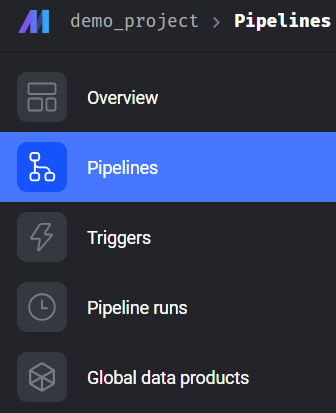 demo_project > Pipelines
Overview
Pipelines
Triggers
Pipeline runs
Global data products